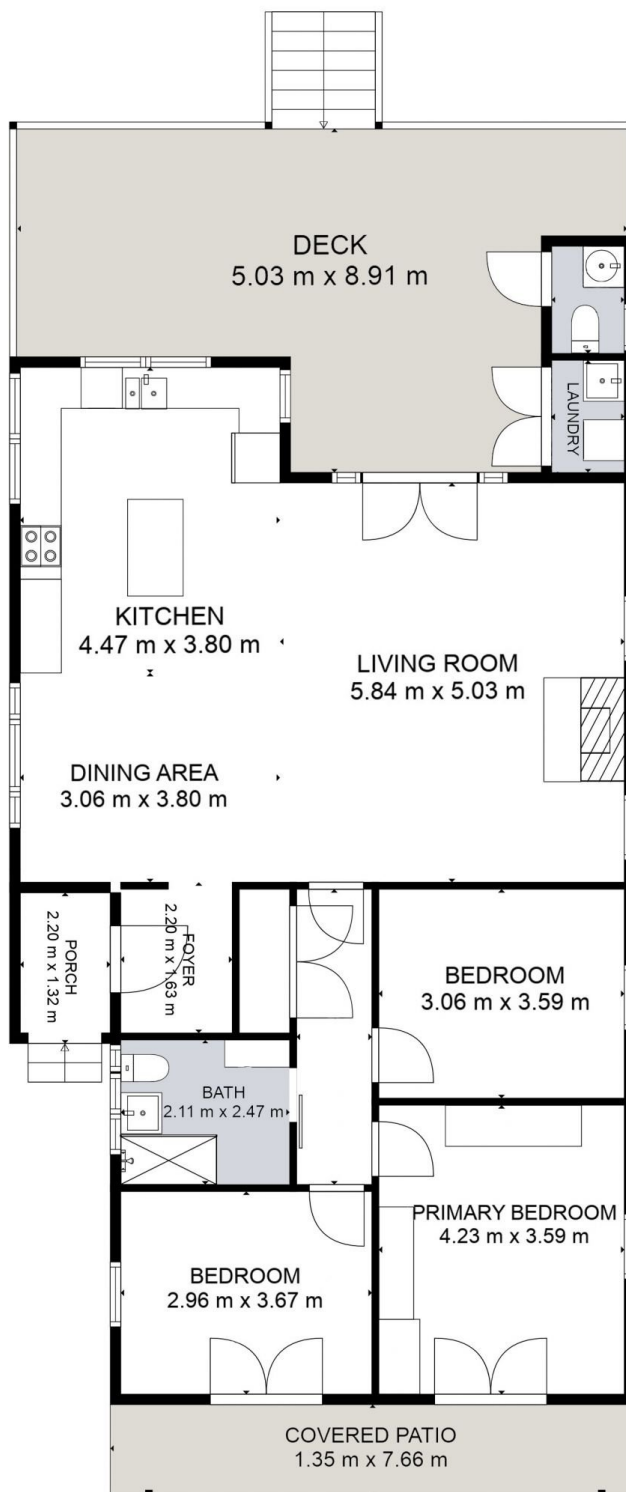 DECK
5.03 m x 8.91 m
LAUNDRY
KITCHEN
4.47 m x 3.80 m
LIVING ROOM
5.84 m x 5.03 m
DINING AREA
3.06 m x 3.80 m
PORCH
2.20 m x 1.32 m
FOYER
2.20 m x 1.63 m
BEDROOM
3.06 m x 3.59 m
BATH
2.11 m x 2.47 m
PRIMARY BEDROOM
4.23 m x 3.59 m
BEDROOM
2.96 m x 3.67 m
COVERED PATIO
1.35 m x 7.66 m